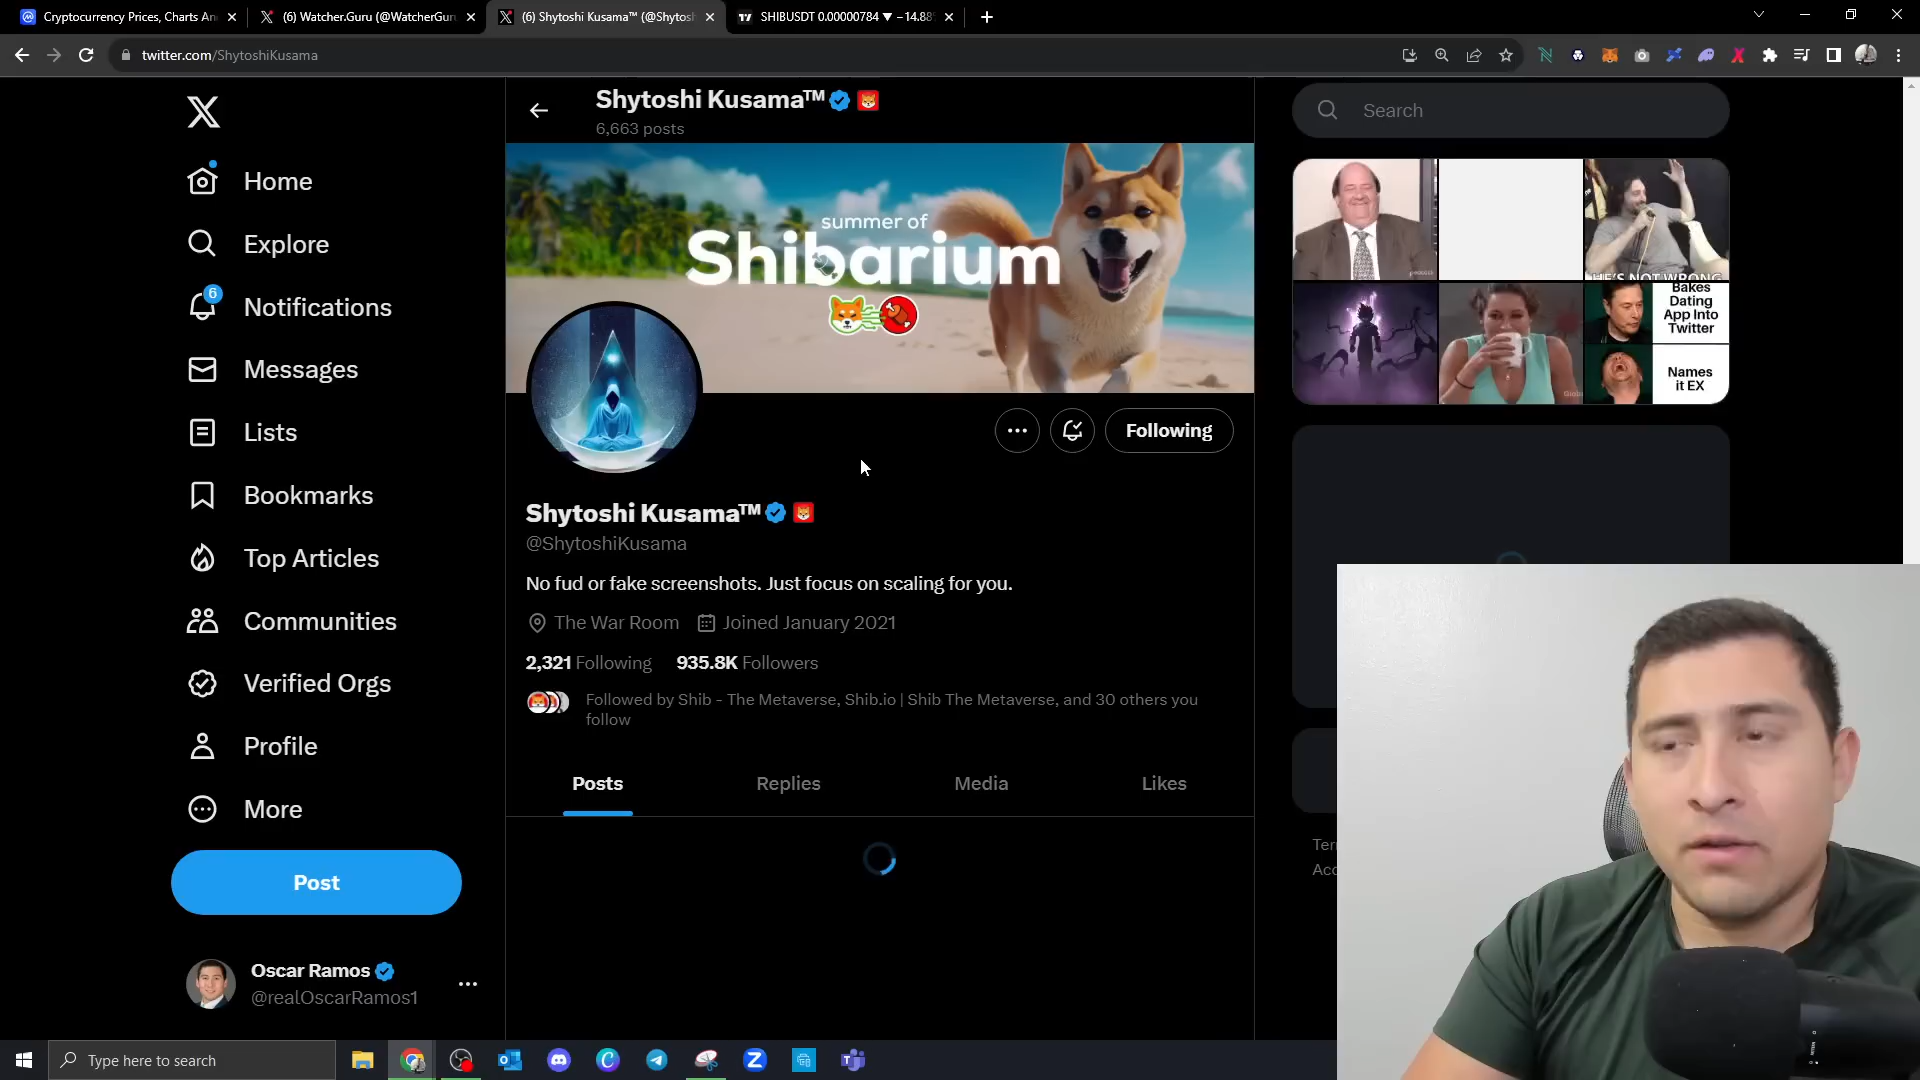 Cryptocurrency Prices, Charts An
(6) Watcher.Guru (@WatcherGuru
(6) Shytoshi Kusama™ (@Shytosh
SHIBUSDT 0.00000784 ▼ −14.88
twitter.com/ShytoshiKusama
Home
Explore
6
Notifications
Messages
Lists
Bookmarks
Top Articles
Communities
Verified Orgs
Profile
More
Post
Oscar Ramos
@realOscarRamos1
Shytoshi Kusama™
6,663 posts
summer of
Shibarium
Following
Shytoshi Kusama™
@ShytoshiKusama
No fud or fake screenshots. Just focus on scaling for you.
The War Room Joined January 2021
2,321 Following 935.8K Followers
Followed by Shib - The Metaverse, Shib.io | Shib The Metaverse, and 30 others you
follow
Posts Replies Media Likes
Search
HE'S NOT WRONG
Bakes
Dating
App Into
Twitter
Names
it EX
Type here to search